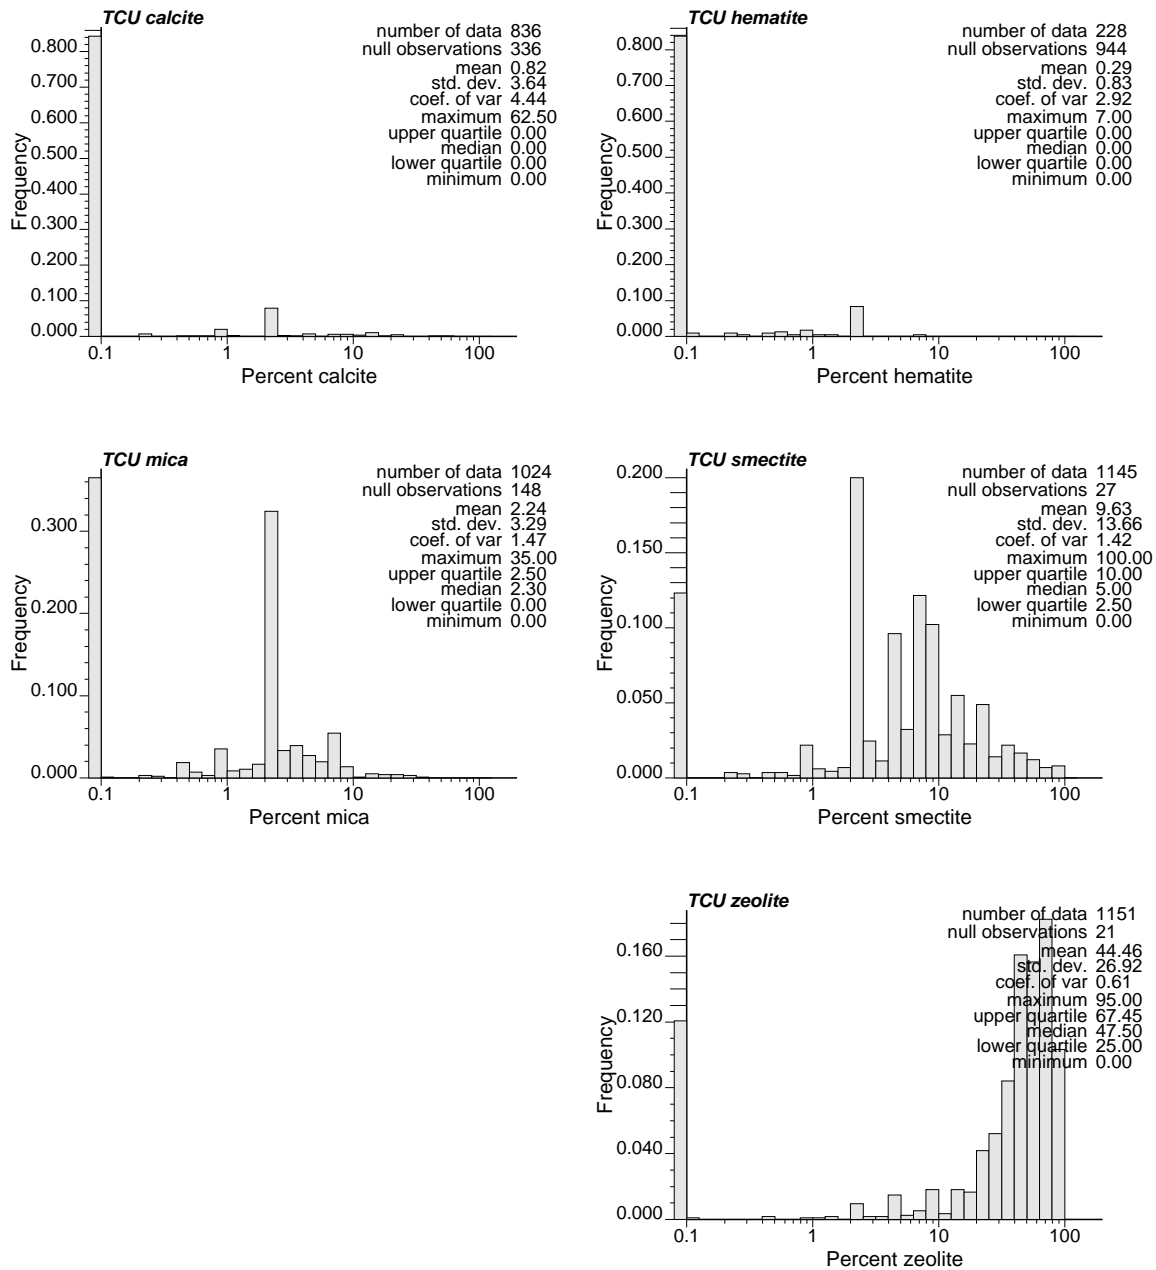 TCU calcite
number of data 836
null observations 336
mean 0.82
std. dev. 3.64
coef. of var 4.44
maximum 62.50
upper quartile 0.00
median 0.00
lower quartile 0.00
minimum 0.00
Frequency
0.800
0.700
0.600
0.500
0.400
0.300
0.200
0.100
0.000
0.1 1 10 100
Percent calcite
TCU hematite
number of data 228
null observations 944
mean 0.29
std. dev. 0.83
coef. of var 2.92
maximum 7.00
upper quartile 0.00
median 0.00
lower quartile 0.00
minimum 0.00
Frequency
0.800
0.700
0.600
0.500
0.400
0.300
0.200
0.100
0.000
0.1 1 10 100
Percent hematite
TCU mica
number of data 1024
null observations 148
mean 2.24
std. dev. 3.29
coef. of var 1.47
maximum 35.00
upper quartile 2.50
median 2.30
lower quartile 0.00
minimum 0.00
Frequency
0.300
0.200
0.100
0.000
0.1 1 10 100
Percent mica
TCU smectite
number of data 1145
null observations 27
mean 9.63
std. dev. 13.66
coef. of var 1.42
maximum 100.00
upper quartile 10.00
median 5.00
lower quartile 2.50
minimum 0.00
Frequency
0.200
0.150
0.100
0.050
0.000
0.1 1 10 100
Percent smectite
TCU zeolite
number of data 1151
null observations 21
mean 44.46
std. dev. 26.92
coef. of var 0.61
maximum 95.00
upper quartile 67.45
median 47.50
lower quartile 25.00
minimum 0.00
Frequency
0.160
0.120
0.080
0.040
0.000
0.1 1 10 100
Percent zeolite